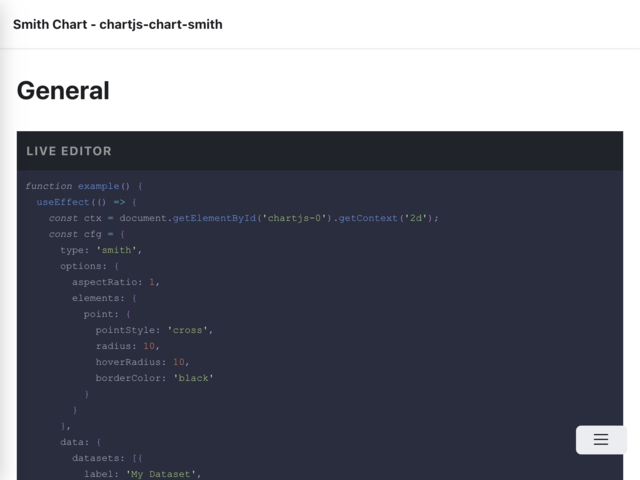 Smith Chart - chartjs-chart-smith
General
LIVE EDITOR
function example() {
  useEffect(() => {
    const ctx = document.getElementById('chartjs-0').getContext('2d');
    const cfg = {
      type: 'smith',
      options: {
        aspectRatio: 1,
        elements: {
          point: {
            pointStyle: 'cross',
            radius: 10,
            hoverRadius: 10,
            borderColor: 'black'
          }
        }
      },
      data: {
        datasets: [{
          label: 'My Dataset',